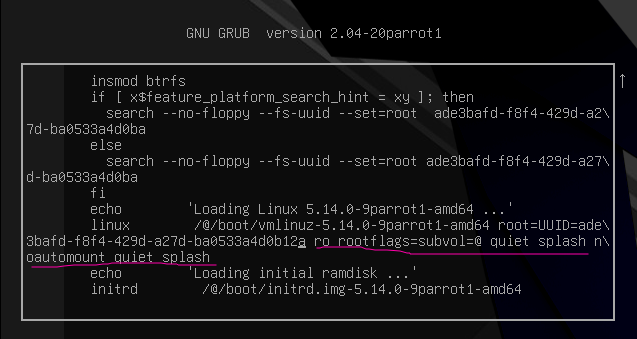 GNU GRUB version 2.04-20parrot1
insmod btrfs
if [ x$feature_platform_search_hint = xy ]; then
search --no-floppy --fs-uuid --set=root ade3bafd-f8f4-429d-a2\
7d-ba0533a4d0ba
else
search --no-floppy --fs-uuid --set=root ade3bafd-f8f4-429d-a27\
d-ba0533a4d0ba
fi
echo 'Loading Linux 5.14.0-9parrot1-amd64 ...'
linux /@/boot/vmlinuz-5.14.0-9parrot1-amd64 root=UUID=ade\
3bafd-f8f4-429d-a27d-ba0533a4d0b12a ro rootflags=subvol=@ quiet splash n\
oautomount quiet splash
echo 'Loading initial ramdisk ...'
initrd /@/boot/initrd.img-5.14.0-9parrot1-amd64